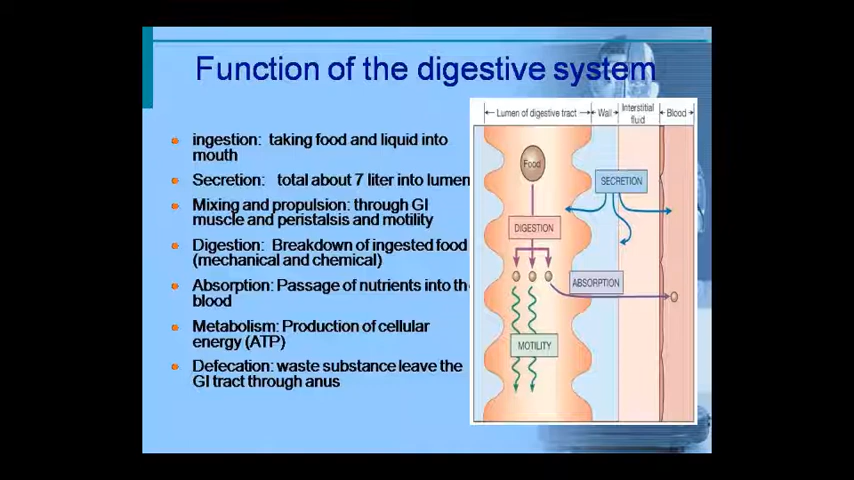 Function of the digestive system
ingestion: taking food and liquid into
mouth
Secretion: total about 7 liter into lumen
Mixing and propulsion: through GI
muscle and peristalsis and motility
Digestion: Breakdown of ingested food
(mechanical and chemical)
Absorption: Passage of nutrients into th
blood
Metabolism: Production of cellular
energy (ATP)
Defecation: waste substance leave the
GI tract through anus
Lumen of digestive tract
Wall
Interstitial
fluid
Blood
Food
SECRETION
DIGESTION
ABSORPTION
MOTILITY